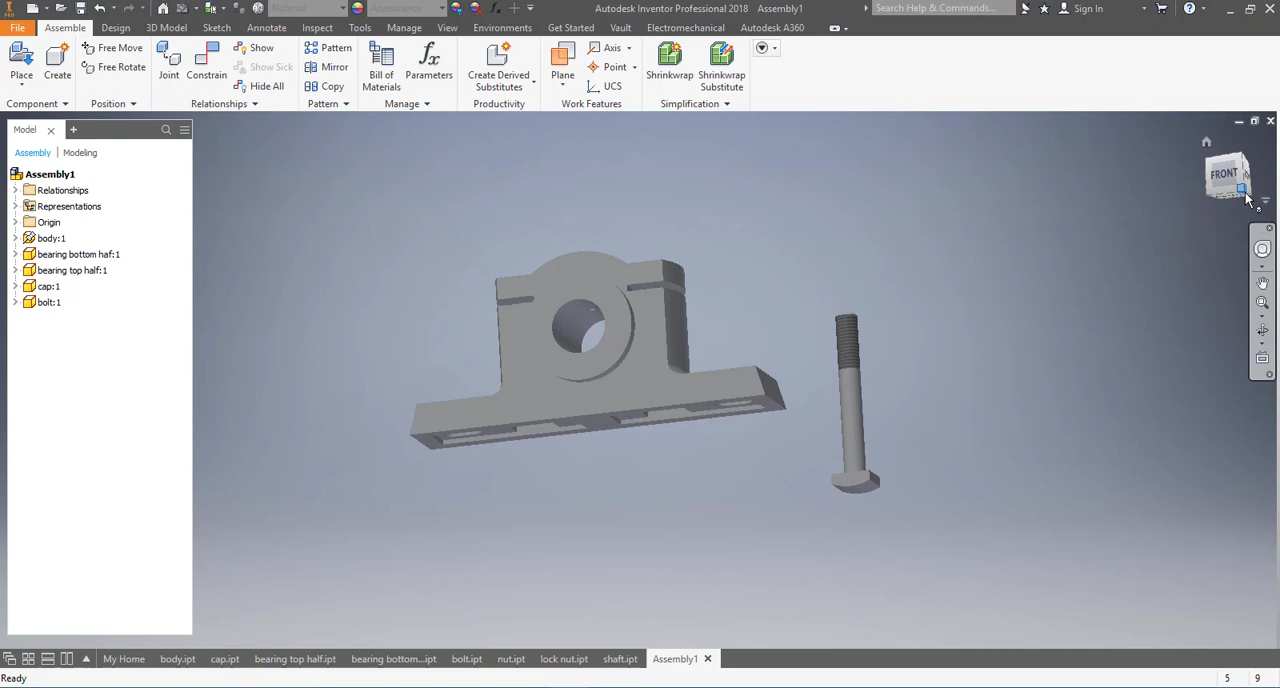 Material
Appearance
Autodesk Inventor Professional 2018 Assembly1
Search Help & Commands...
Sign In
File
Assemble
Design
3D Model
Sketch
Annotate
Inspect
Tools
Manage
View
Environments
Get Started
Vault
Electromechanical
Autodesk A360
Place
Create
Free Move
Free Rotate
Joint
Constrain
Show
Show Sick
Hide All
Pattern
Mirror
Copy
Bill of
Materials
fx
Parameters
Create Derived
Substitutes
Plane
Axis
Point
UCS
Shrinkwrap
Shrinkwrap
Substitute
Component
Position
Relationships
Pattern
Manage
Productivity
Work Features
Simplification
Model
Assembly
Modeling
Assembly1
Relationships
Representations
Origin
body:1
bearing bottom haf:1
bearing top half:1
cap:1
bolt:1
FRONT
My Home
body.ipt
cap.ipt
bearing top half.ipt
bearing bottom...ipt
bolt.ipt
nut.ipt
lock nut.ipt
shaft.ipt
Assembly1
Ready
5
9